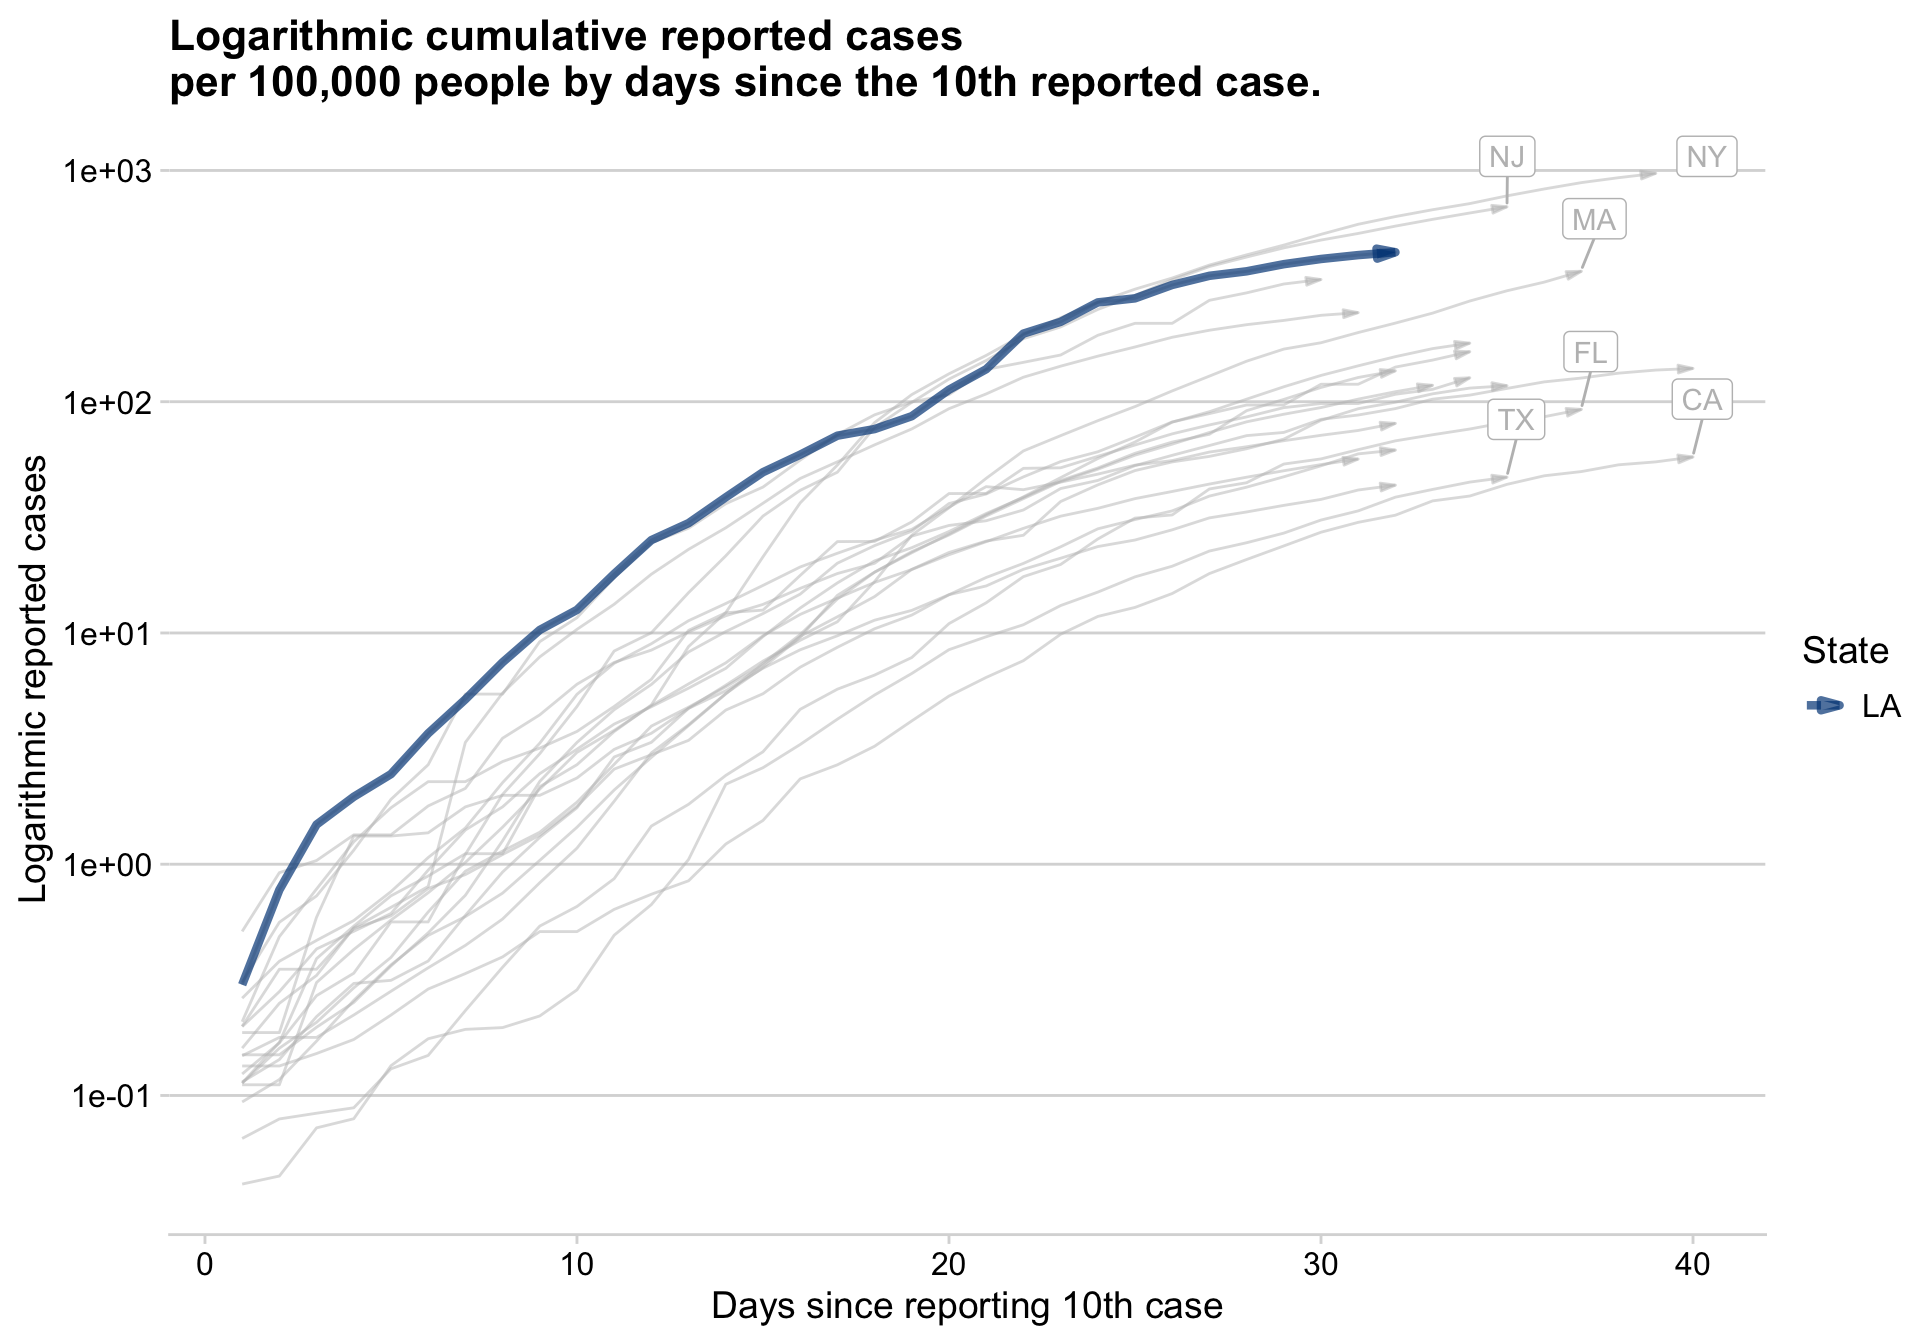 Logarithmic cumulative reported cases
per 100,000 people by days since the 10th reported case.
1e+03
1e+02
1e+01
1e+00
1e-01
Logarithmic reported cases
NJ
NY
MA
FL
CA
TX
State
LA
0
10
20
30
40
Days since reporting 10th case